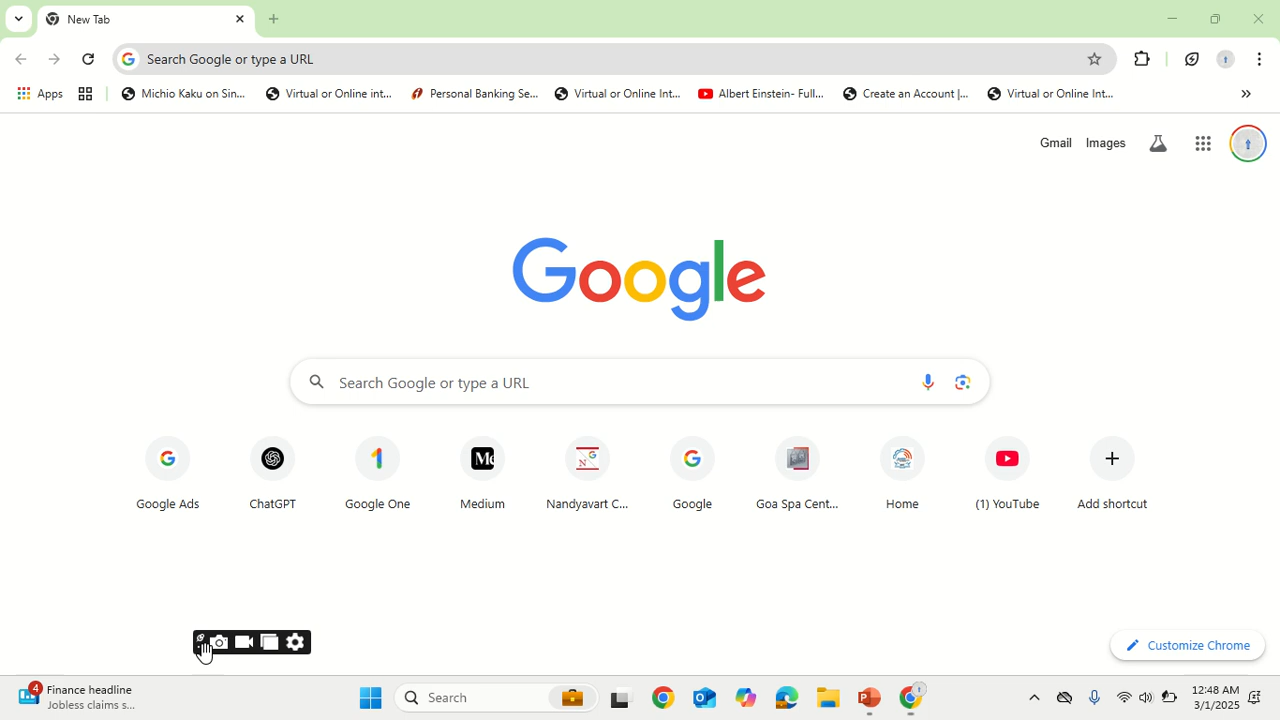 New Tab
Search Google or type a URL
Apps
Michio Kaku on Sin...
Virtual or Online int...
Personal Banking Se...
Virtual or Online Int...
Albert Einstein- Full...
Create an Account |...
Virtual or Online Int...
»
Gmail Images
Google
Search Google or type a URL
Google Ads
ChatGPT
Google One
Me
Medium
N G
Nandyavart C...
Google
Goa Spa Cent...
Home
(1) YouTube
Add shortcut
Customize Chrome
4
Finance headline
Jobless claims s...
Search
12:48 AM
3/1/2025